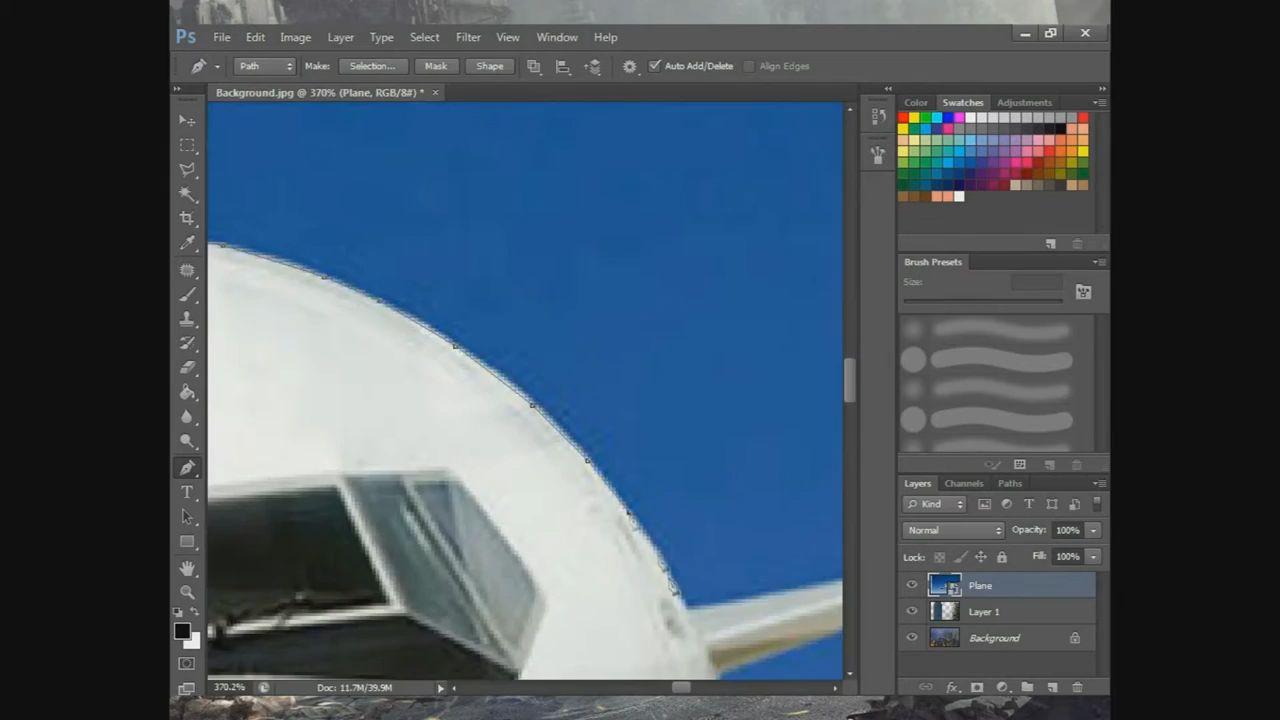 Ps File Edit Image Layer Type Select Filter View Window Help
Path Make: Selection... Mask Shape Auto Add/Delete Align Edges
Background.jpg @ 370% (Plane, RGB/8#) *
Color Swatches Adjustments
Brush Presets
Size:
Layers Channels Paths
Kind
Normal Opacity: 100%
Lock: Fill: 100%
Plane
Layer 1
Background
370.2% Doc: 11.7M/39.9M